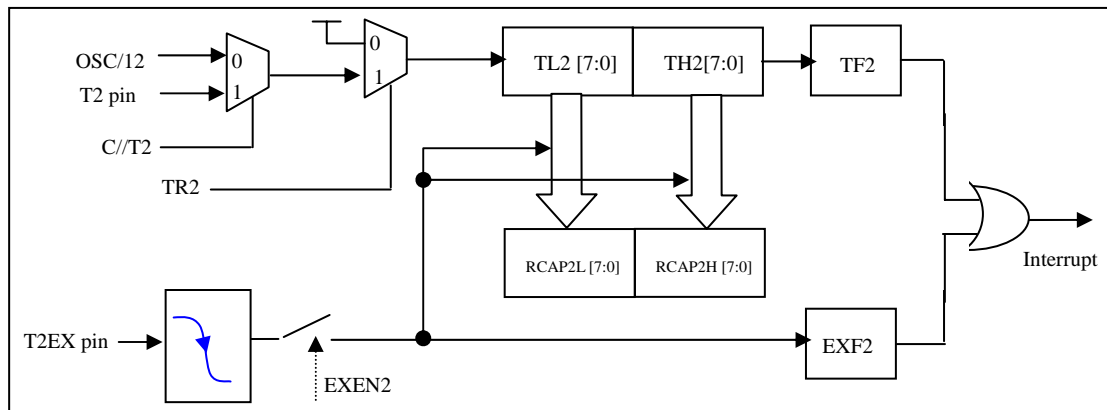 OSC/12
T2 pin
C//T2
TR2
0
1
0
1
TL2 [7:0]
TH2[7:0]
TF2
RCAP2L [7:0]
RCAP2H [7:0]
Interrupt
T2EX pin
EXEN2
EXF2